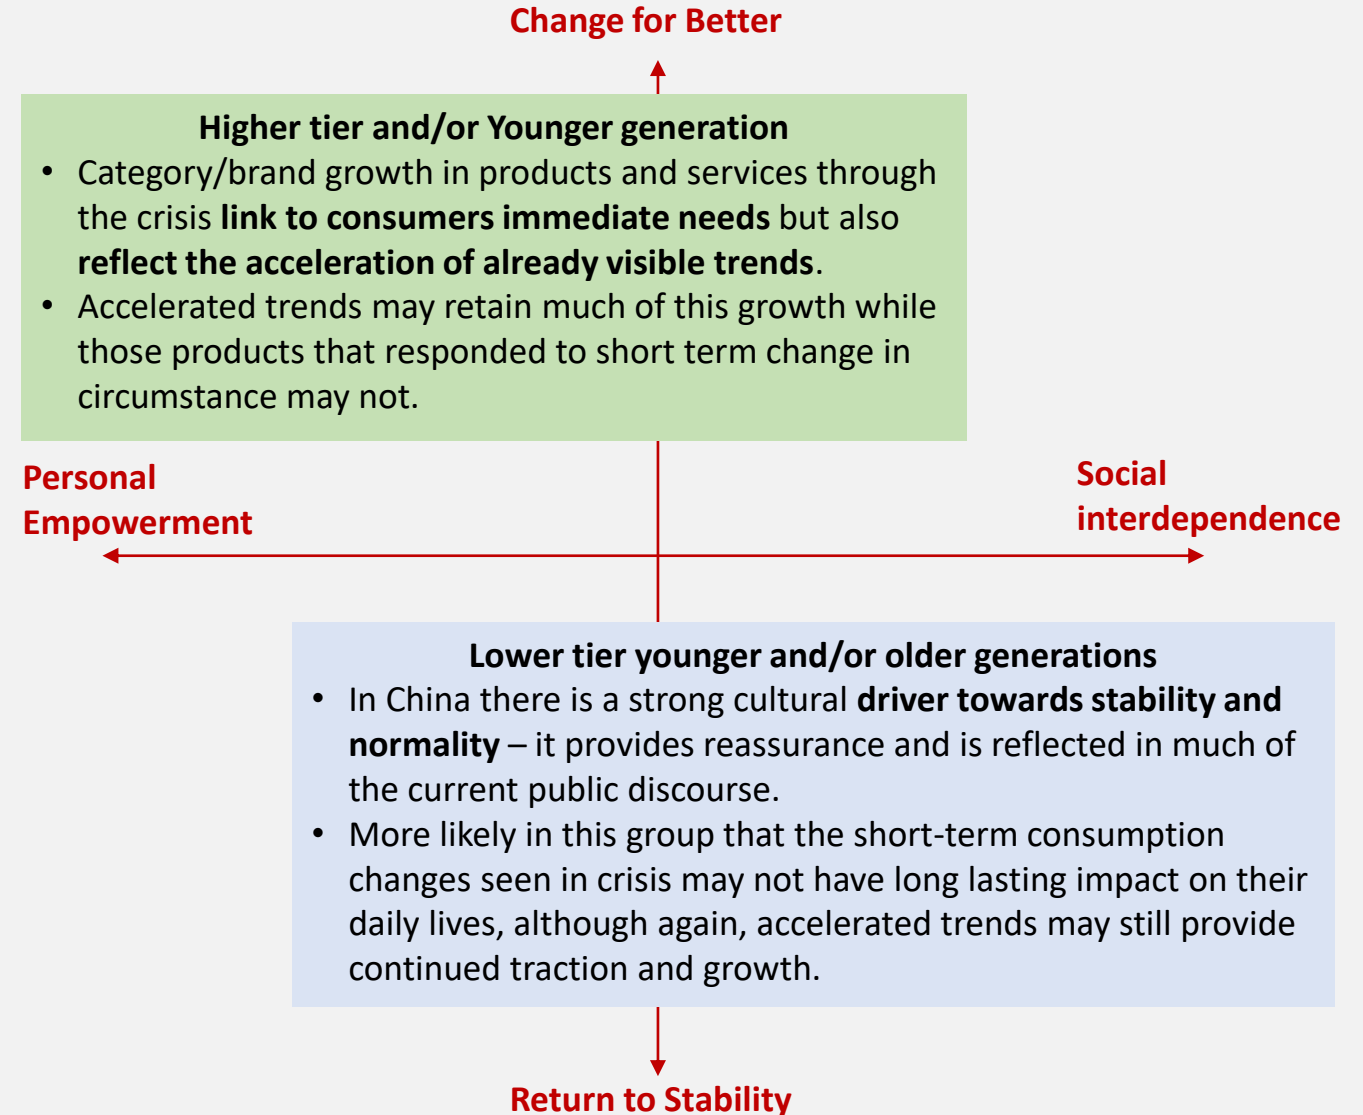 Change for Better
Higher tier and/or Younger generation
• Category/brand growth in products and services through
the crisis link to consumers immediate needs but also
reflect the acceleration of already visible trends.
• Accelerated trends may retain much of this growth while
those products that responded to short term change in
circumstance may not.
Personal
Empowerment
Social
interdependence
Lower tier younger and/or older generations
• In China there is a strong cultural driver towards stability and
normality – it provides reassurance and is reflected in much of
the current public discourse.
• More likely in this group that the short-term consumption
changes seen in crisis may not have long lasting impact on their
daily lives, although again, accelerated trends may still provide
continued traction and growth.
Return to Stability